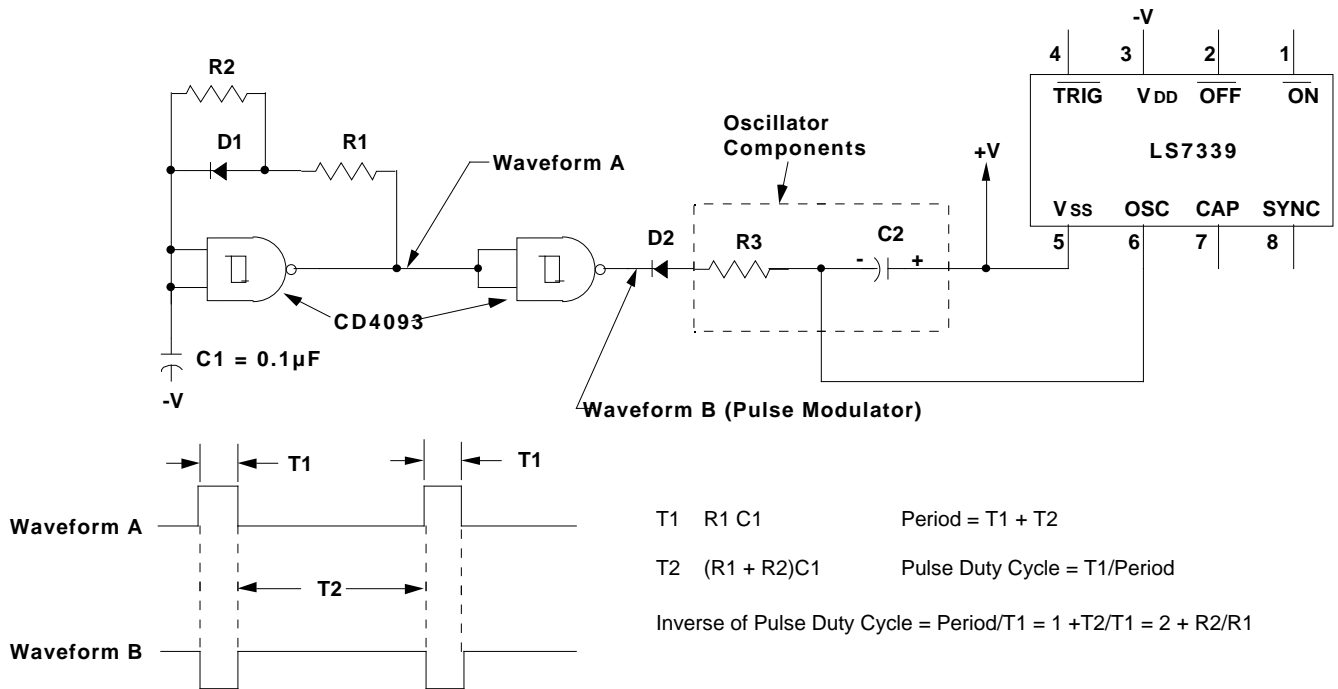 -V
4
3
2
1
TRIG
V DD
OFF
ON
LS7339
V SS
OSC
CAP
SYNC
5
6
7
8
R2
D1
R1
Waveform A
Oscillator
Components
+V
D2
R3
C2
-
+
CD4093
C1 = 0.1µF
-V
Waveform B (Pulse Modulator)
T1
T1
Waveform A
T2
Waveform B
T1 R1 C1
Period = T1 + T2
T2 (R1 + R2)C1
Pulse Duty Cycle = T1/Period
Inverse of Pulse Duty Cycle = Period/T1 = 1 +T2/T1 = 2 + R2/R1